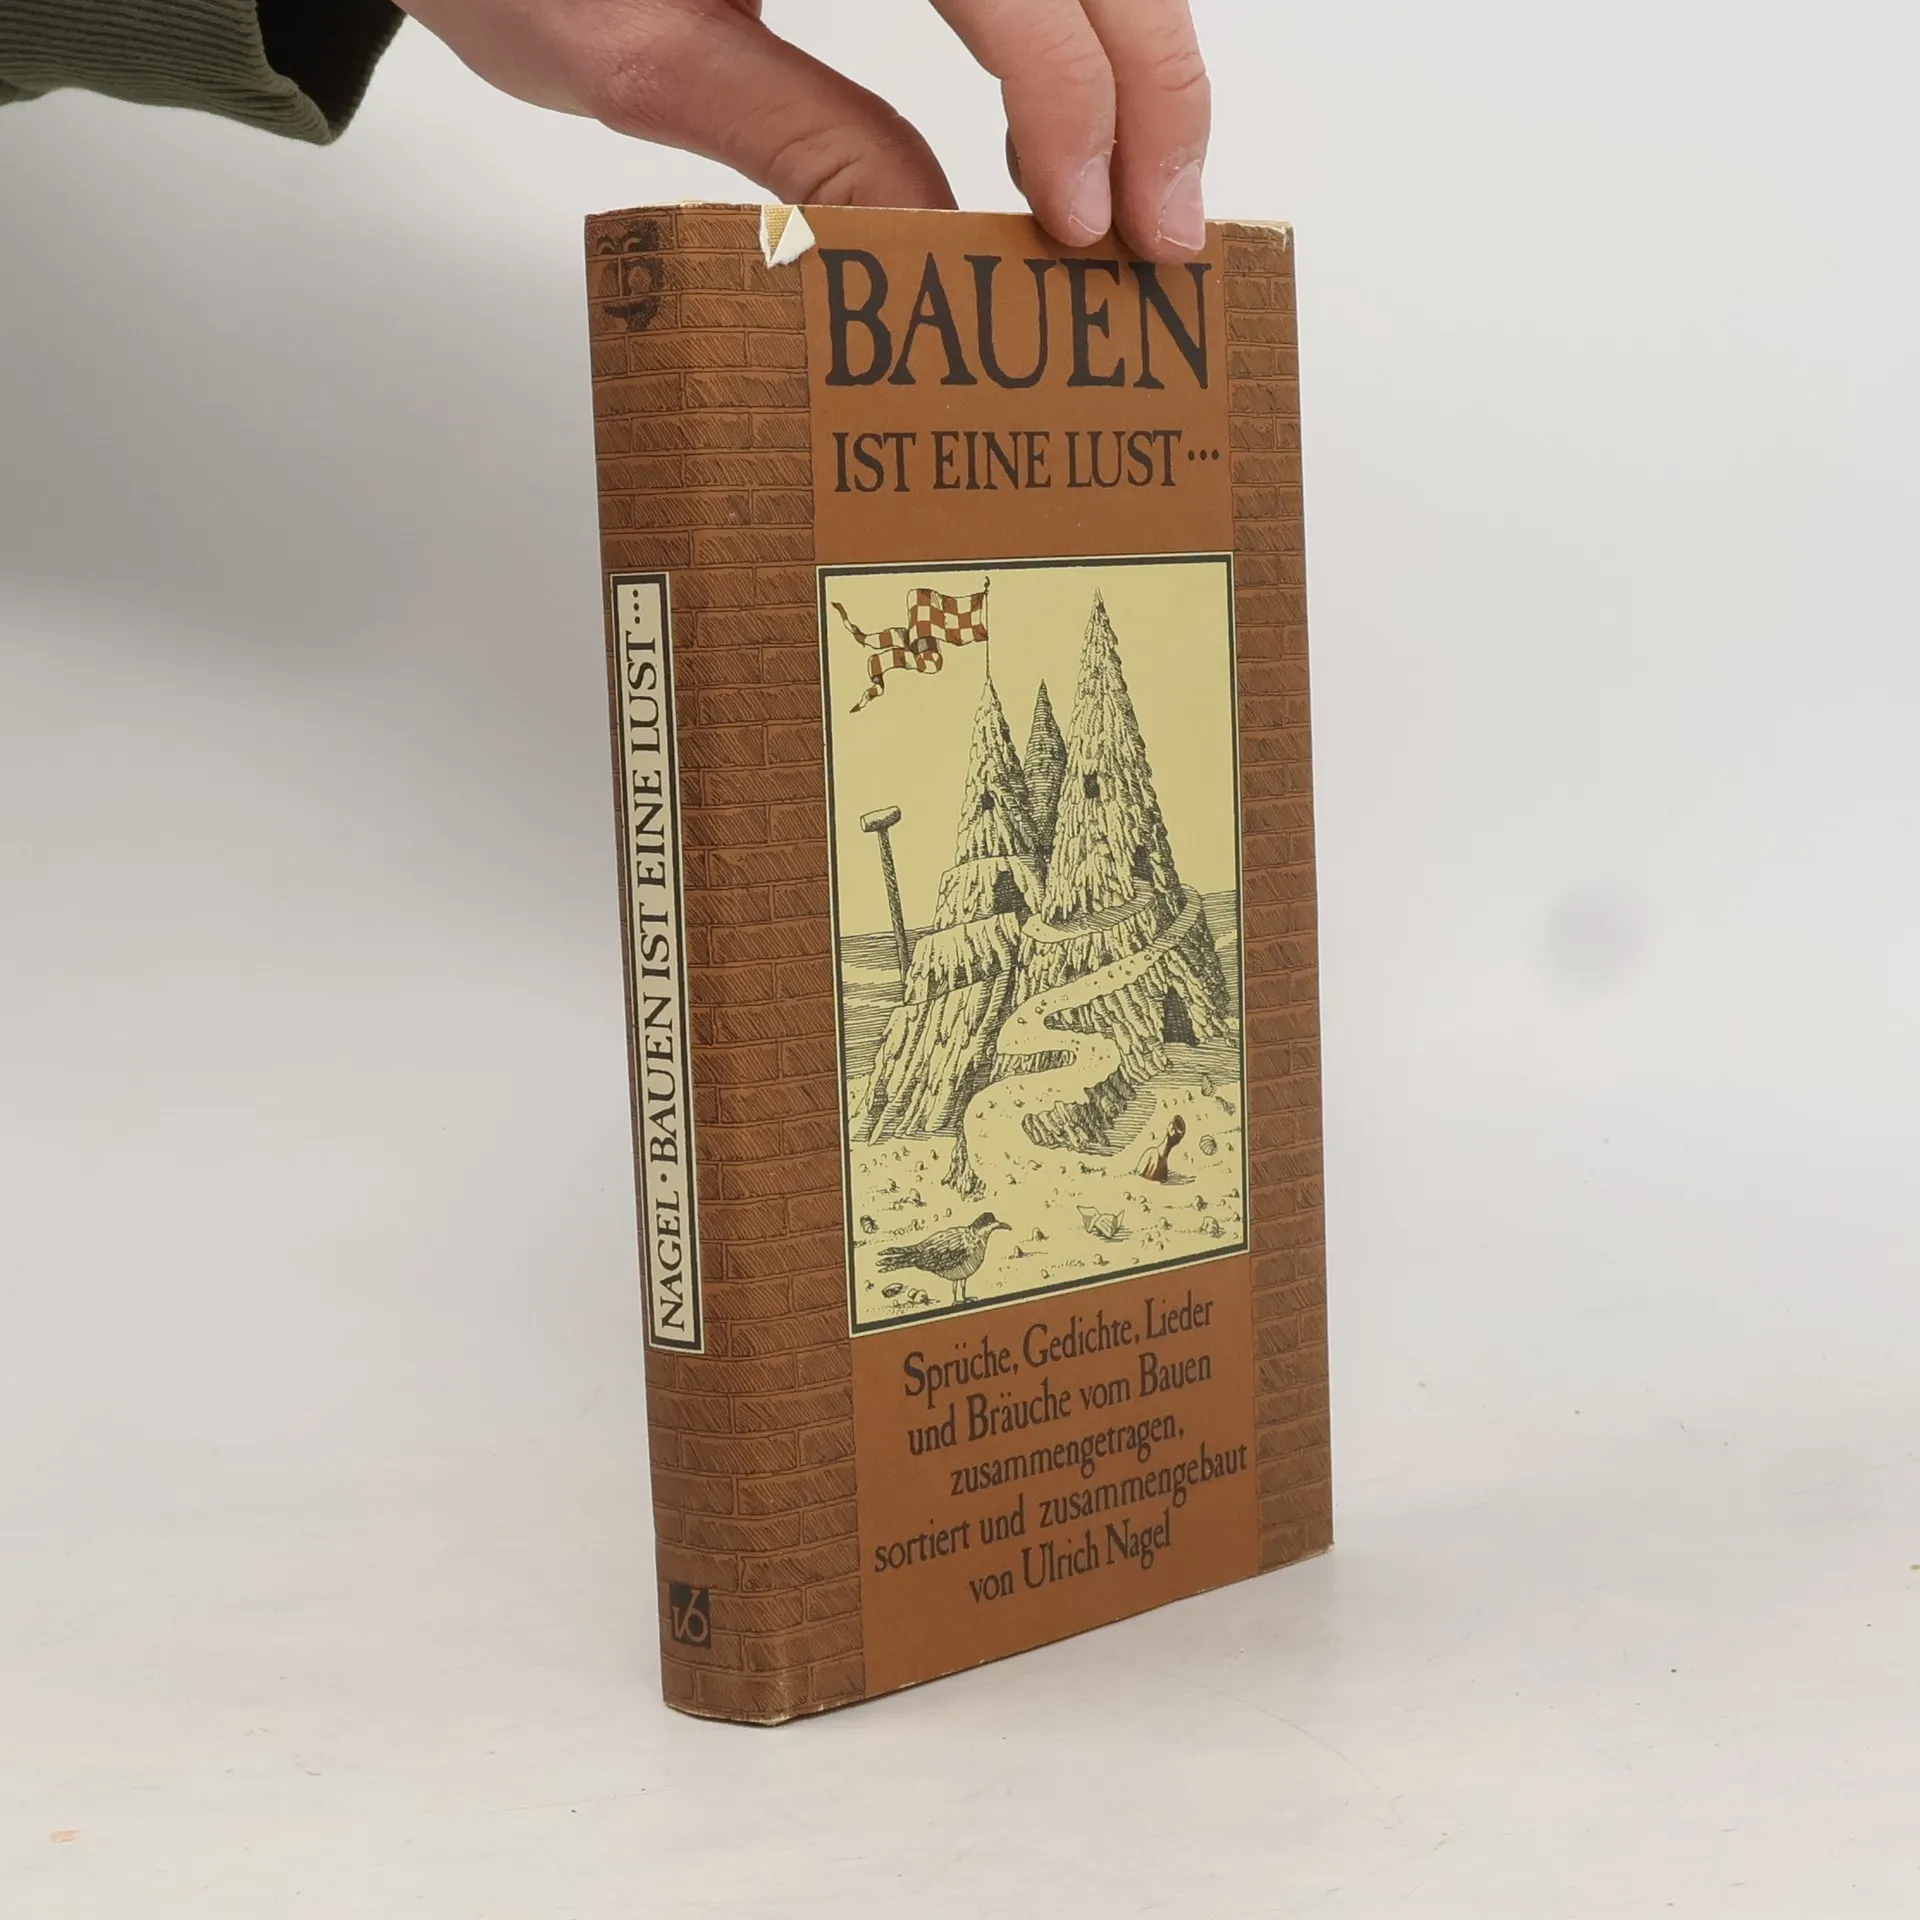 BAUEN
IST EINE LUST...
Sprüche, Gedichte, Lieder
und Bräuche vom Bauen
zusammengetragen,
sortiert und zusammengebaut
von Ulrich Nagel
NAGEL · BAUEN IST EINE LUST...